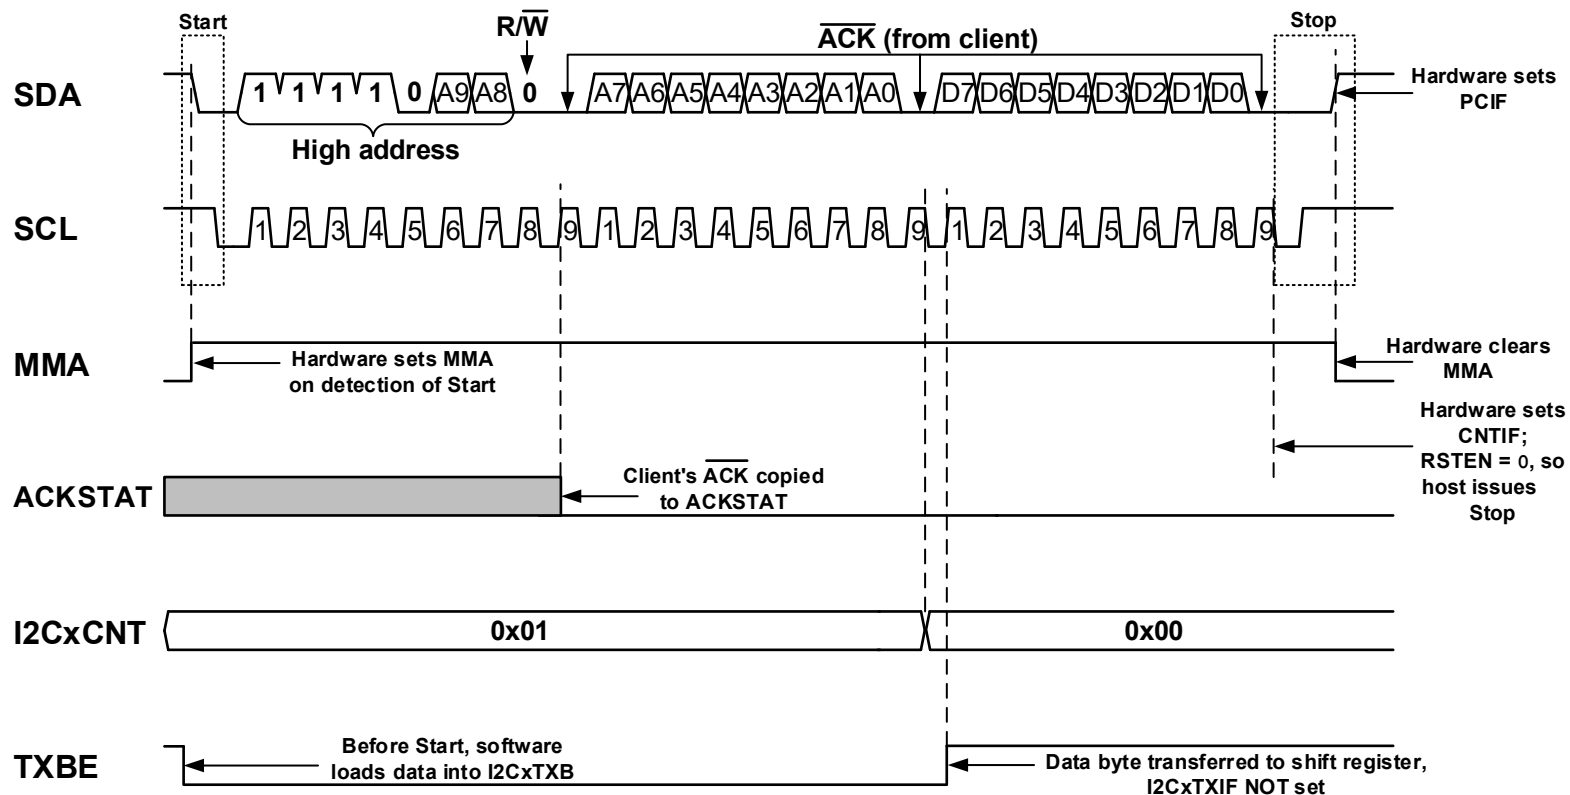 Start
R/W
ACK (from client)
Stop
SDA
1 1 1 1 0 A9 A8 0 A7 A6 A5 A4 A3 A2 A1 A0 D7 D6 D5 D4 D3 D2 D1 D0
Hardware sets
PCIF
High address
SCL
1 2 3 4 5 6 7 8 9 1 2 3 4 5 6 7 8 9 1 2 3 4 5 6 7 8 9
MMA
Hardware sets MMA
on detection of Start
Hardware clears
MMA
Hardware sets
CNTIF;
RSTEN = 0, so
host issues
Stop
ACKSTAT
Client's ACK copied
to ACKSTAT
I2CxCNT
0x01
0x00
TXBE
Before Start, software
loads data into I2CxTXB
Data byte transferred to shift register,
I2CxTXIF NOT set